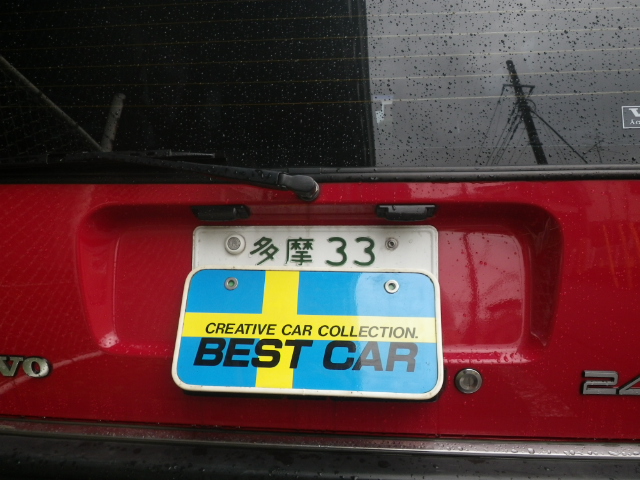 多摩 33
CREATIVE CAR COLLECTION.
BEST CAR
VO
24